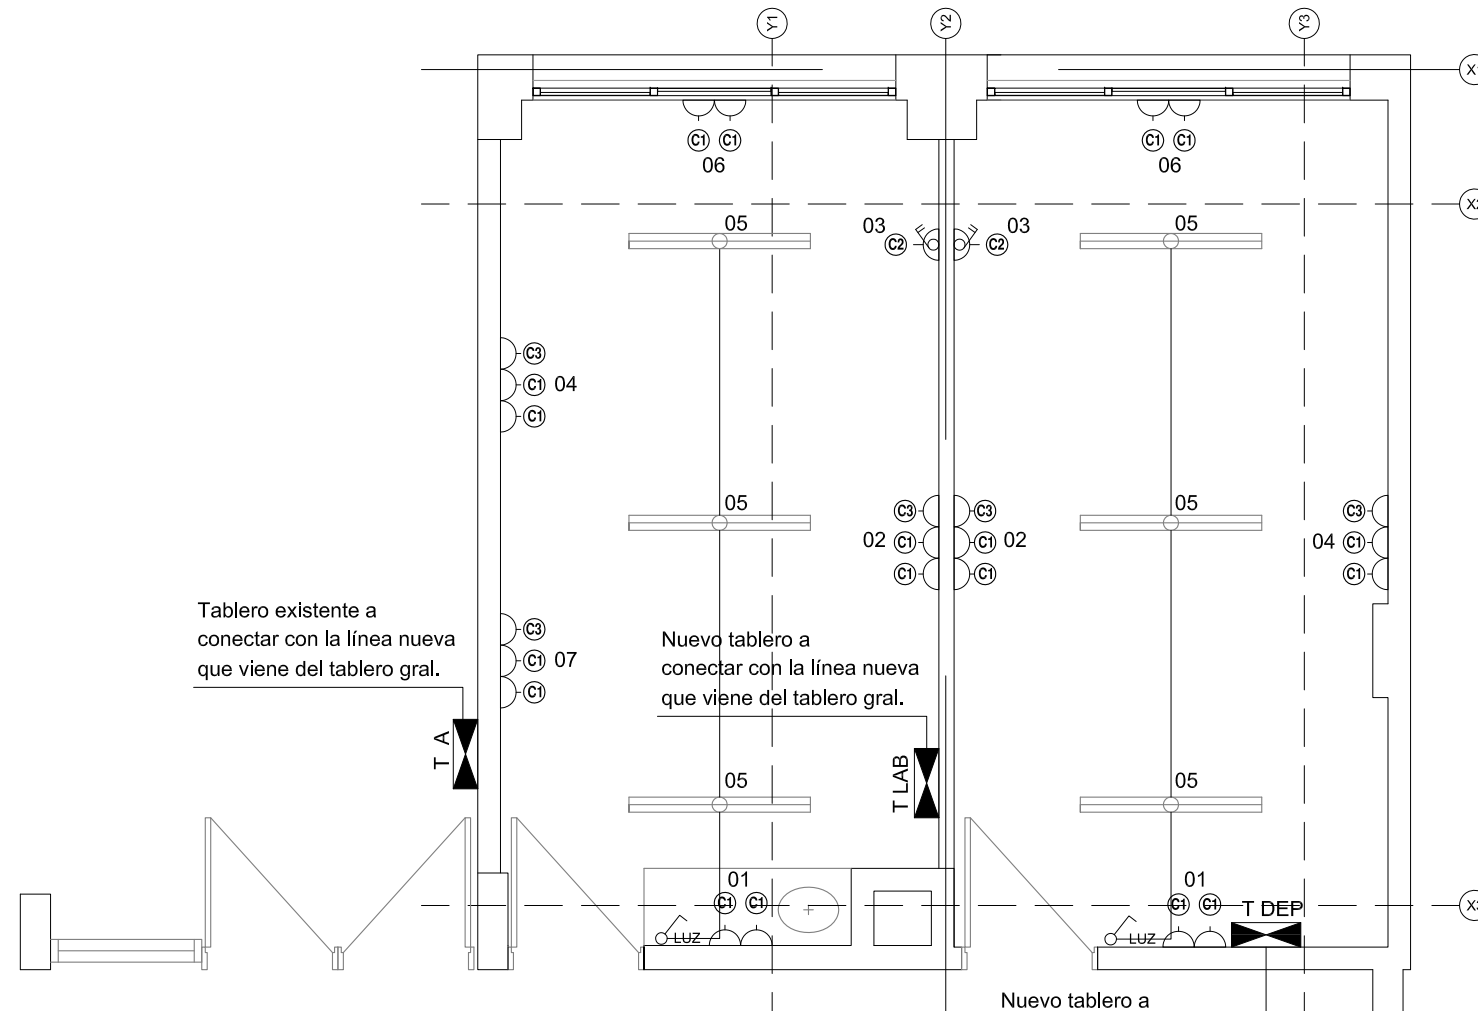 Y1
Y2
Y3
X1
C1 C1
06
C1 C1
06
X2
05
03
C2
03
C2
05
C3
C1 04
C1
05
C3
02 C1
C1
C3
C1 02
C1
05
C3
04 C1
C1
Tablero existente a
conectar con la línea nueva
que viene del tablero gral.
C3
C1 07
C1
Nuevo tablero a
conectar con la línea nueva
que viene del tablero gral.
T A
T LAB
05
05
01
C1 C1
LUZ
01
C1 C1
LUZ
T DEP
X3
Nuevo tablero a